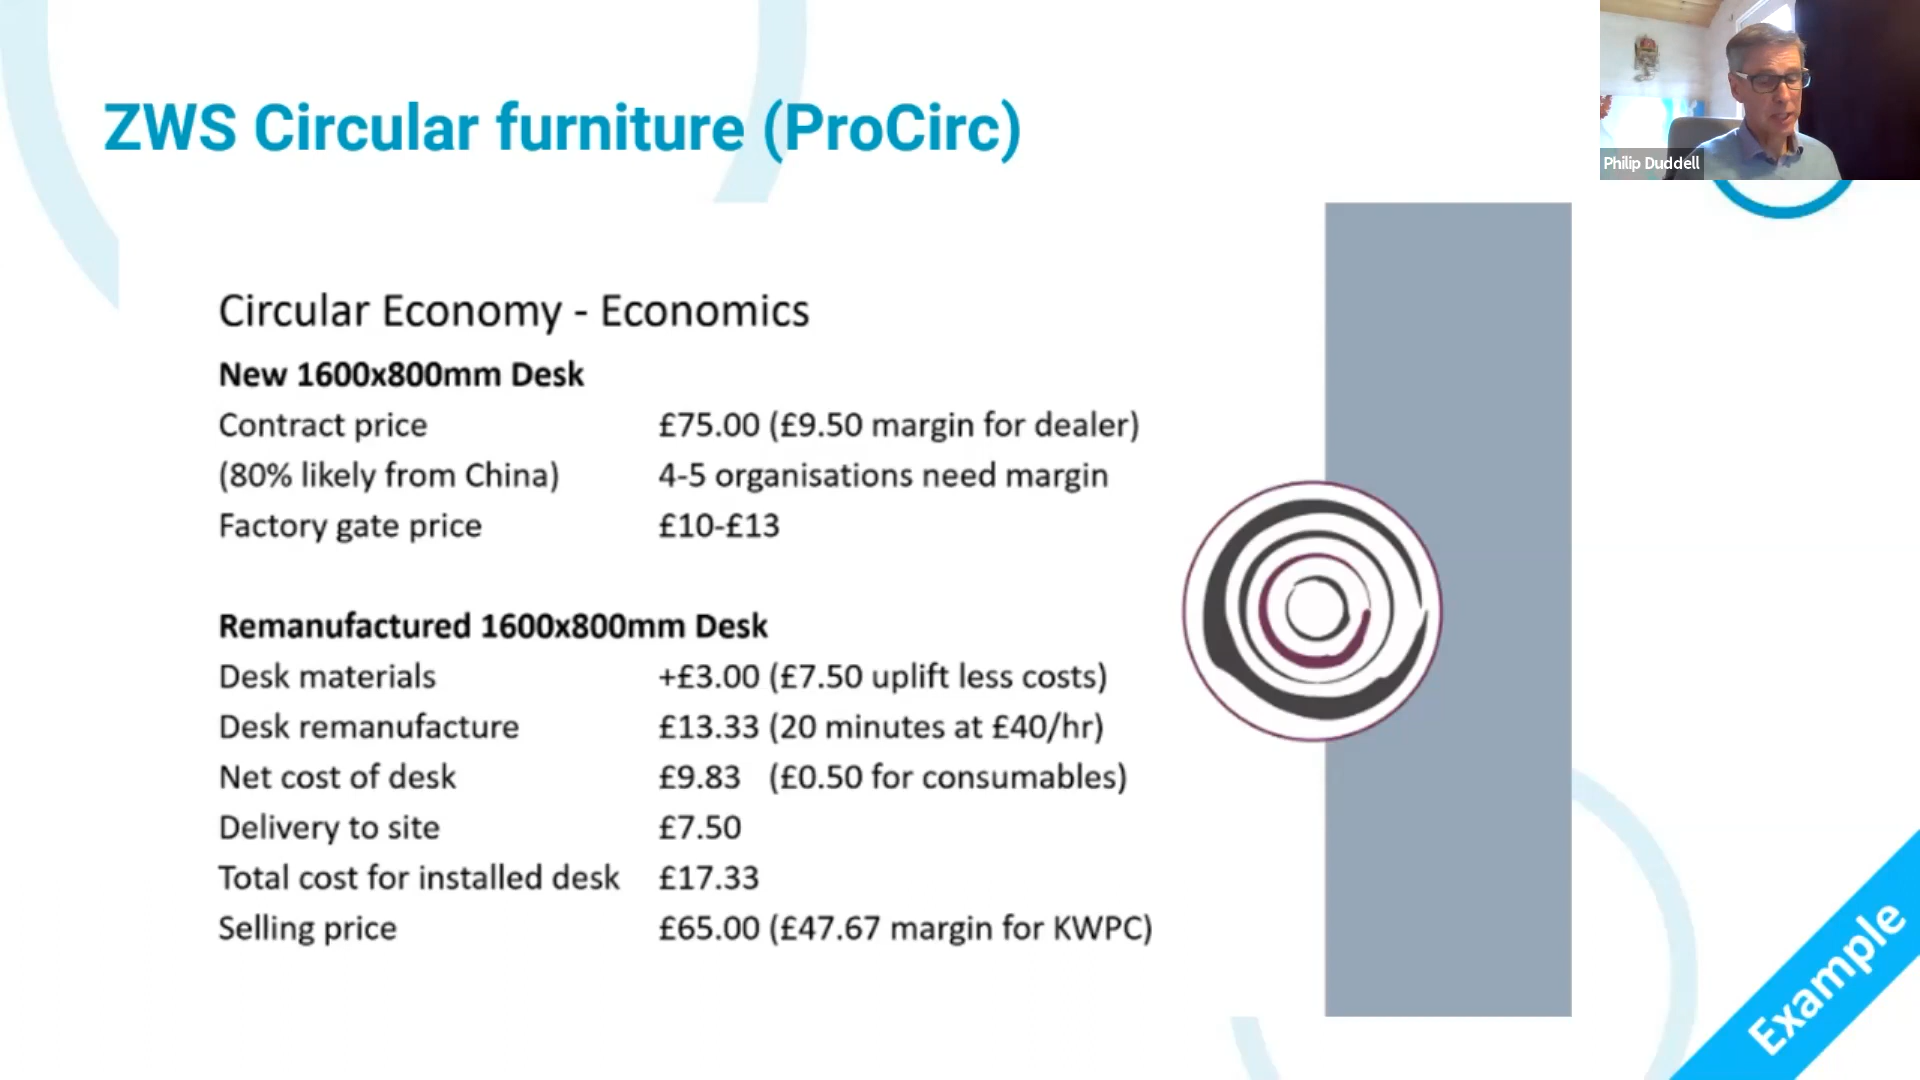 ZWS Circular furniture (ProCirc)
Philip Duddell
Circular Economy - Economics
New 1600x800mm Desk
Contract price £75.00 (£9.50 margin for dealer)
(80% likely from China) 4-5 organisations need margin
Factory gate price £10-£13
Remanufactured 1600x800mm Desk
Desk materials +£3.00 (£7.50 uplift less costs)
Desk remanufacture £13.33 (20 minutes at £40/hr)
Net cost of desk £9.83 (£0.50 for consumables)
Delivery to site £7.50
Total cost for installed desk £17.33
Selling price £65.00 (£47.67 margin for KWPC)
Example